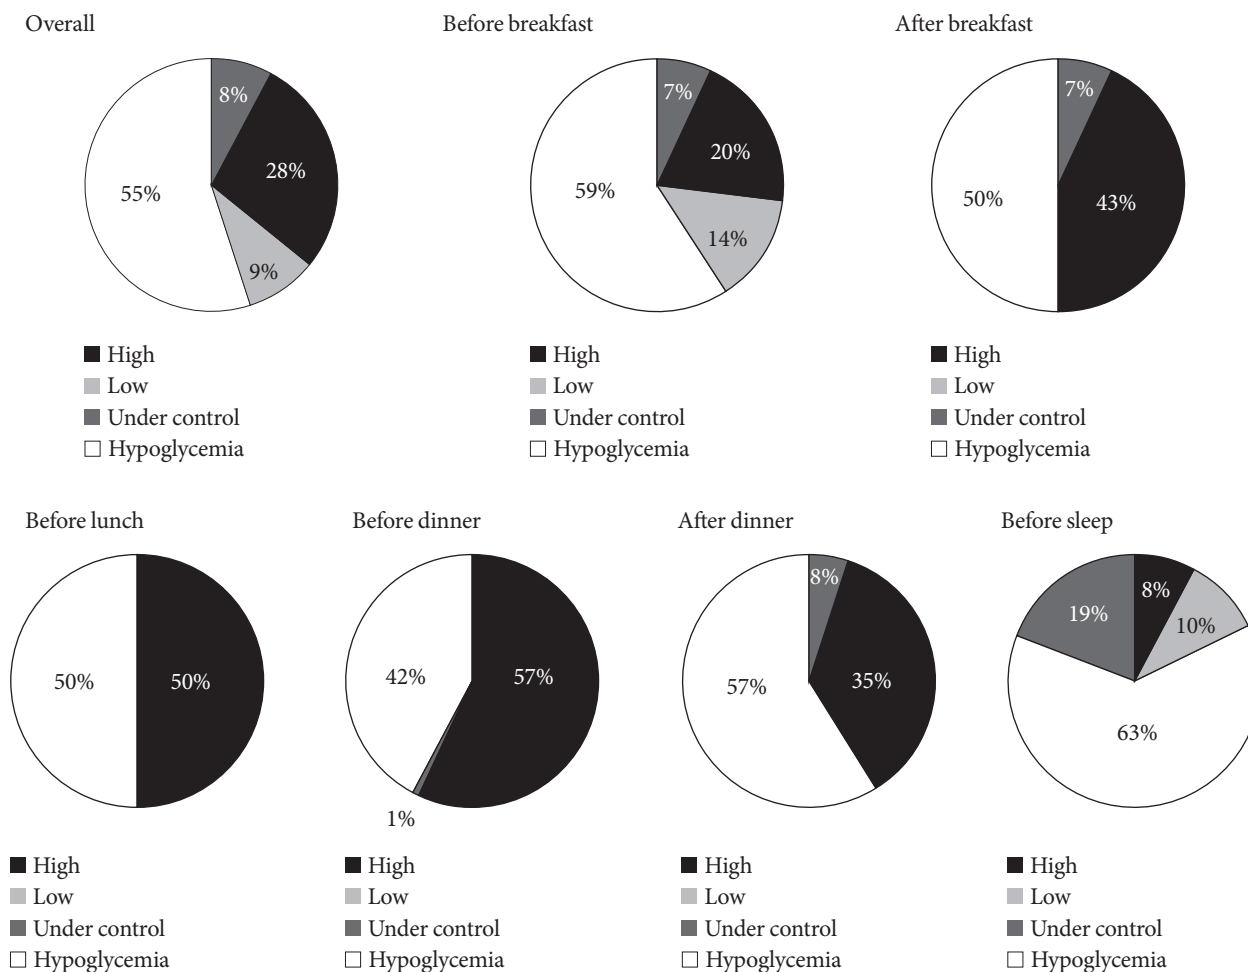 Overall
8%
28%
55%
9%
High
Low
Under control
Hypoglycemia
Before breakfast
7%
20%
59%
14%
High
Low
Under control
Hypoglycemia
After breakfast
7%
50%
43%
High
Low
Under control
Hypoglycemia
Before lunch
50%
50%
High
Low
Under control
Hypoglycemia
Before dinner
42%
57%
1%
High
Low
Under control
Hypoglycemia
After dinner
8%
57%
35%
High
Low
Under control
Hypoglycemia
Before sleep
8%
19%
10%
63%
High
Low
Under control
Hypoglycemia